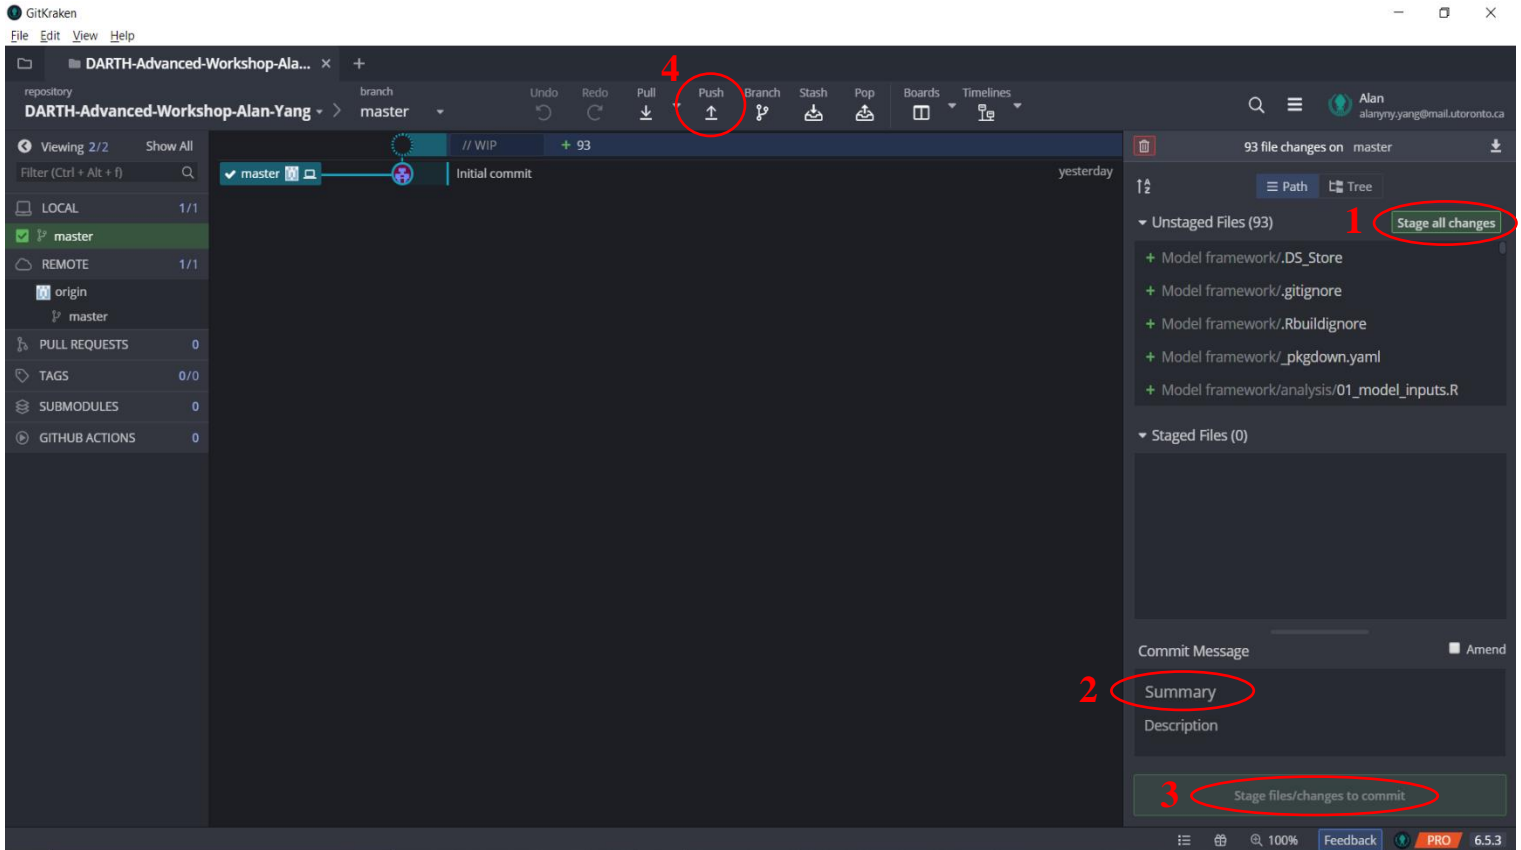 GitKraken
File Edit View Help
DARTH-Advanced-Workshop-Ala... × +
4
repository
DARTH-Advanced-Workshop-Alan-Yang
branch
master
Undo Redo Pull Push Branch Stash Pop Boards Timelines
Alan
alanyny.yang@mail.utoronto.ca
Viewing 2/2 Show All
Filter (Ctrl + Alt + f)
LOCAL 1/1
master
REMOTE 1/1
origin
master
PULL REQUESTS 0
TAGS 0/0
SUBMODULES 0
GITHUB ACTIONS 0
// WIP + 93
master Initial commit yesterday
93 file changes on master
Path Tree
Unstaged Files (93) 1 Stage all changes
+ Model framework/.DS_Store
+ Model framework/.gitignore
+ Model framework/.Rbuildignore
+ Model framework/_pkgdown.yaml
+ Model framework/analysis/01_model_inputs.R
Staged Files (0)
Commit Message Amend
2 Summary
Description
3 Stage files/changes to commit
100% Feedback PRO 6.5.3